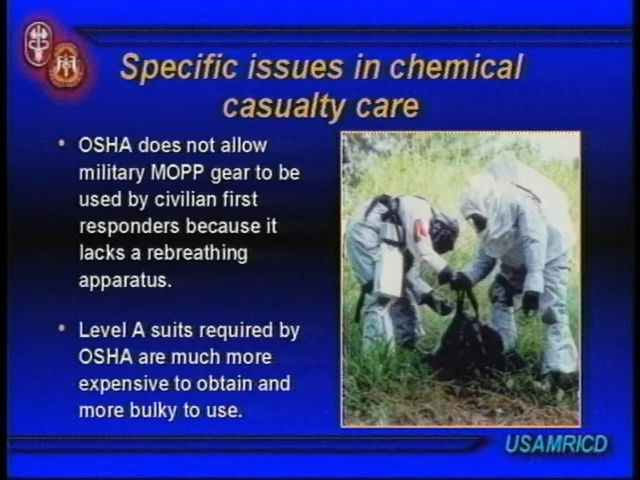 Specific issues in chemical
casualty care
• OSHA does not allow
military MOPP gear to be
used by civilian first
responders because it
lacks a rebreathing
apparatus.
• Level A suits required by
OSHA are much more
expensive to obtain and
more bulky to use.
USAMRICD